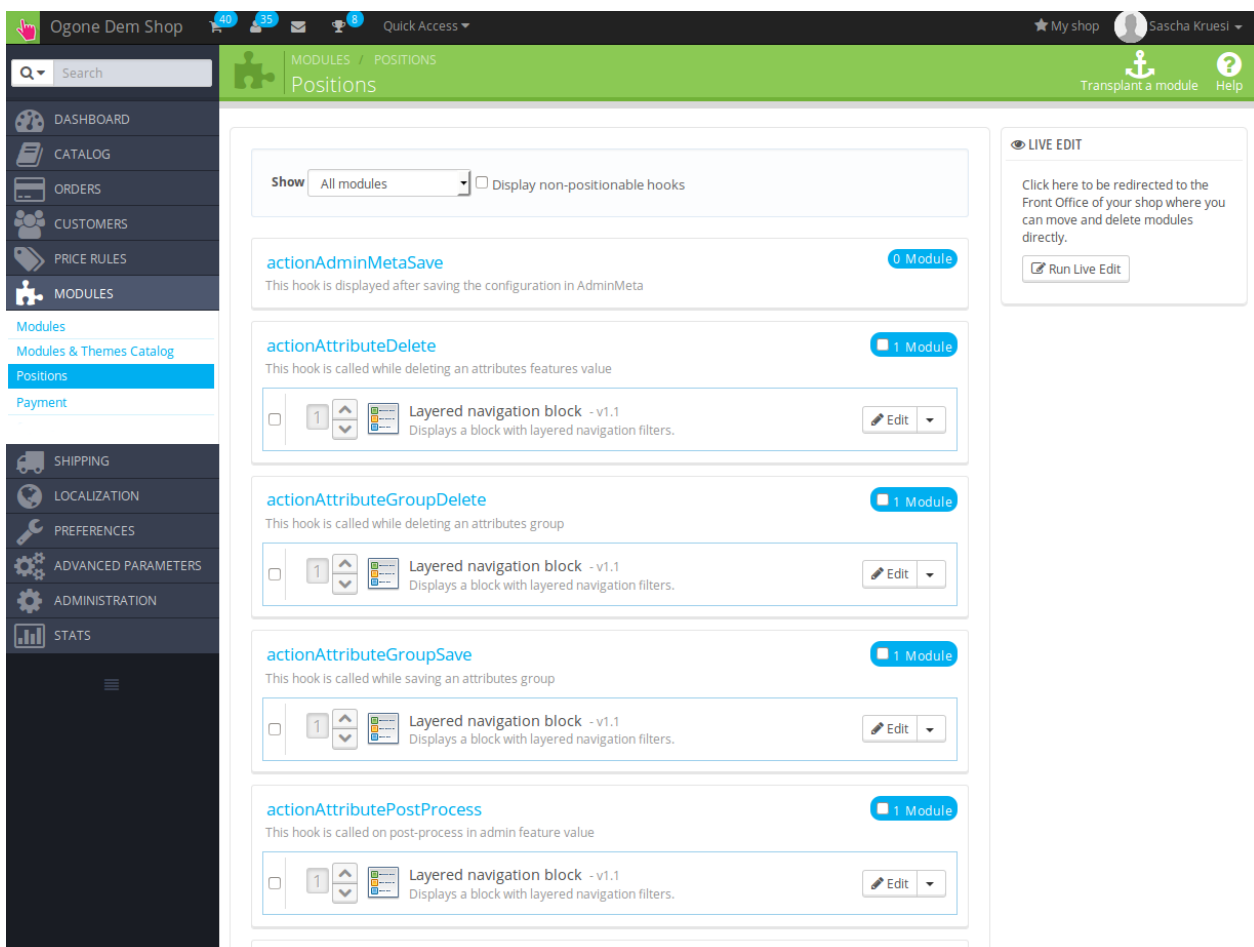 Ogone Dem Shop 40 35 8 Quick Access My shop Sascha Kruesi
Search
MODULES / POSITIONS
Positions
Transplant a module Help
DASHBOARD
CATALOG
ORDERS
CUSTOMERS
PRICE RULES
MODULES
Modules
Modules & Themes Catalog
Positions
Payment
SHIPPING
LOCALIZATION
PREFERENCES
ADVANCED PARAMETERS
ADMINISTRATION
STATS
Show All modules Display non-positionable hooks
actionAdminMetaSave 0 Module
This hook is displayed after saving the configuration in AdminMeta
actionAttributeDelete 1 Module
This hook is called while deleting an attributes features value
1 Layered navigation block - v1.1 Edit
Displays a block with layered navigation filters.
actionAttributeGroupDelete 1 Module
This hook is called while deleting an attributes group
1 Layered navigation block - v1.1 Edit
Displays a block with layered navigation filters.
actionAttributeGroupSave 1 Module
This hook is called while saving an attributes group
1 Layered navigation block - v1.1 Edit
Displays a block with layered navigation filters.
actionAttributePostProcess 1 Module
This hook is called on post-process in admin feature value
1 Layered navigation block - v1.1 Edit
Displays a block with layered navigation filters.
LIVE EDIT
Click here to be redirected to the
Front Office of your shop where you
can move and delete modules
directly.
Run Live Edit